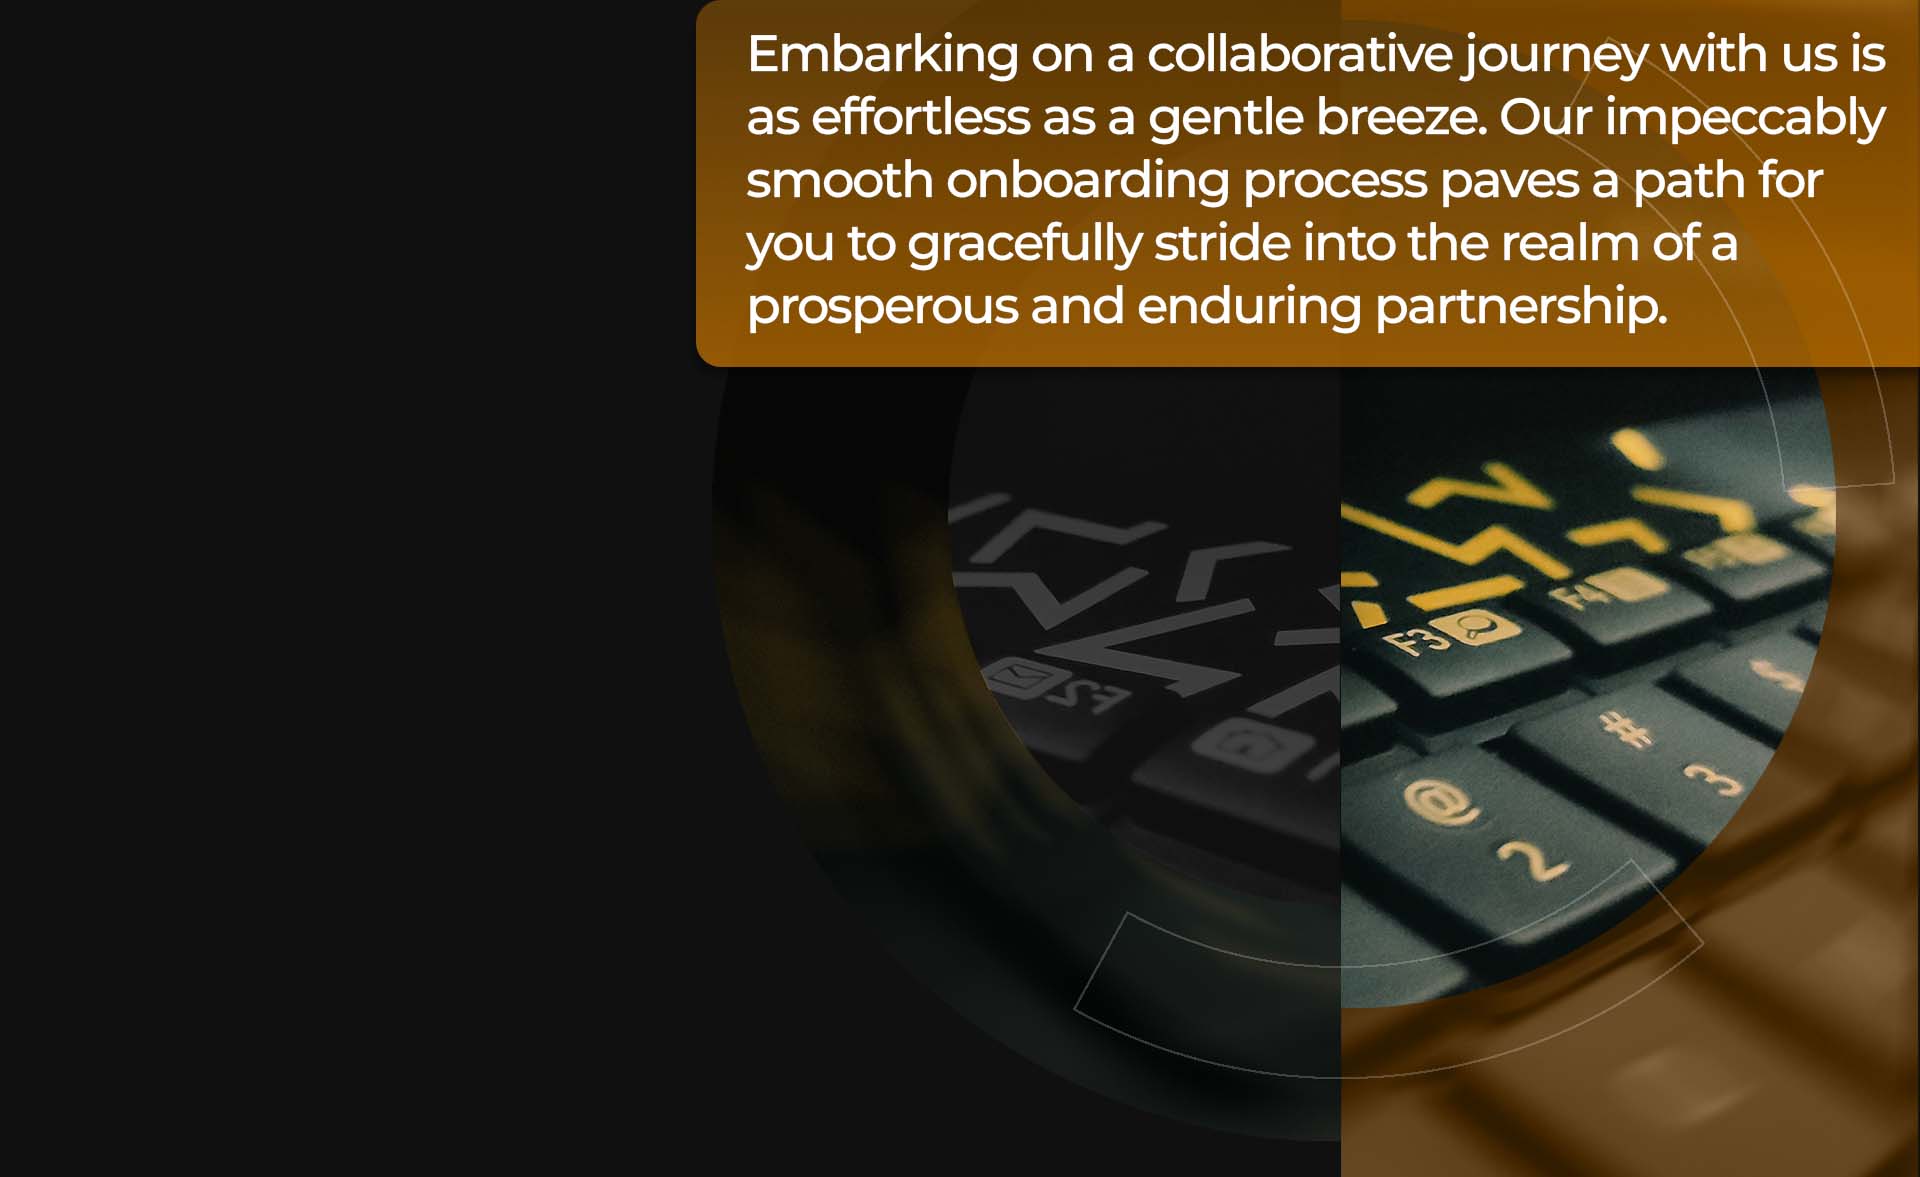 Embarking on a collaborative journey with us is
as effortless as a gentle breeze. Our impeccably
smooth onboarding process paves a path for
you to gracefully stride into the realm of a
prosperous and enduring partnership.
F2
F3
F4
#
3
@
2